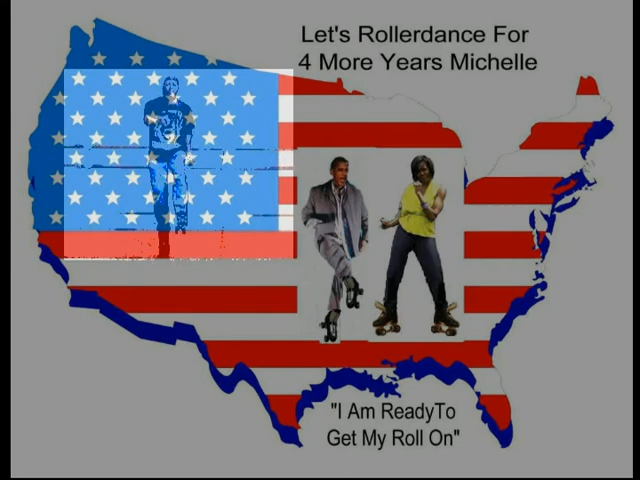 Let's Rollerdance For
4 More Years Michelle
"I Am ReadyTo
Get My Roll On"